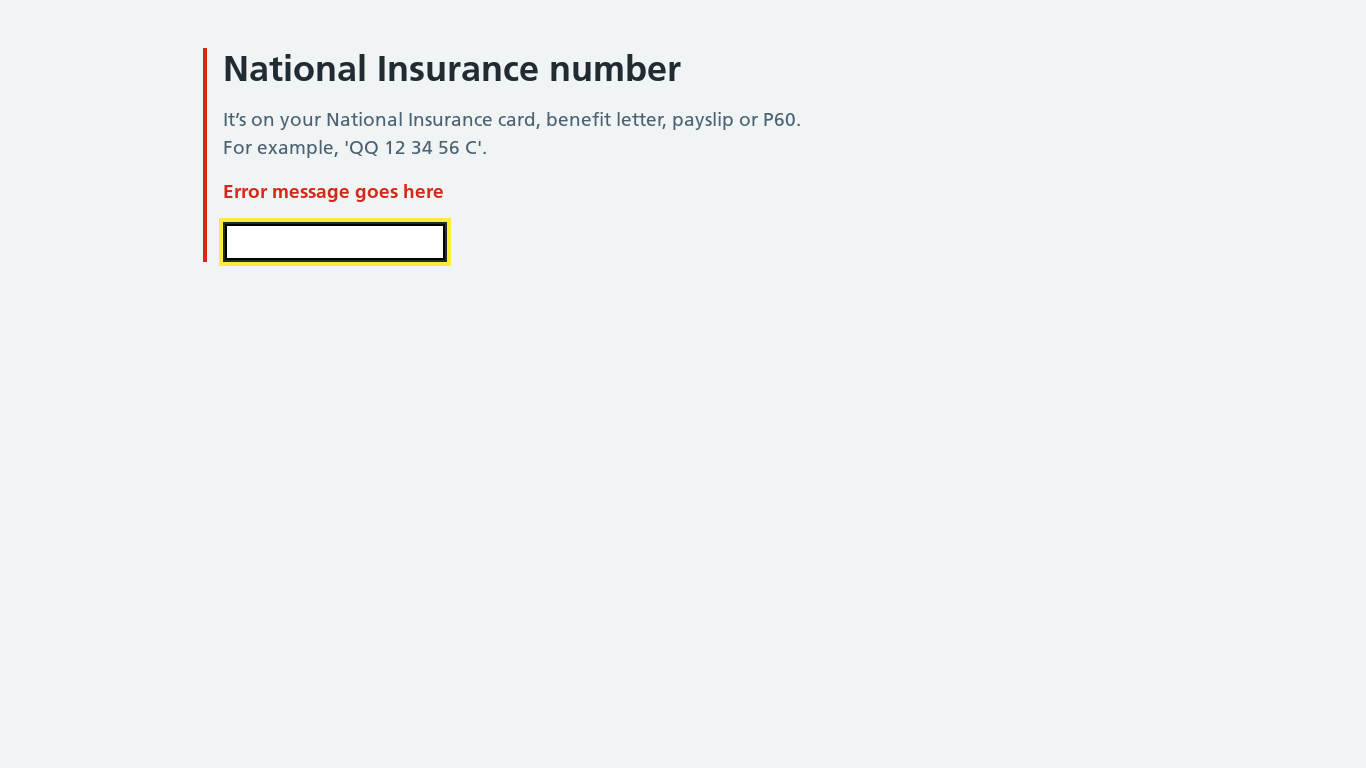 National Insurance number
It’s on your National Insurance card, benefit letter, payslip or P60.
For example, 'QQ 12 34 56 C'.
Error message goes here